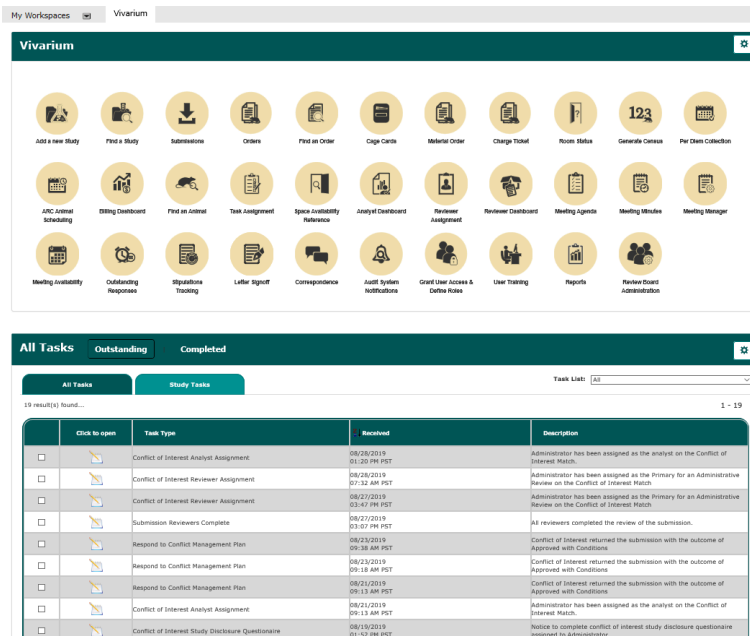 My Workspaces Vivarium
Vivarium
Add a new Study Find a Study Submissions Orders Find an Order Cage Cards Material Order Charge Ticket Room Status Generate Census Per Diem Collection
123
ARC Animal Scheduling Billing Dashboard Find an Animal Task Assignment Space Availability Reference Analyst Dashboard Reviewer Assignment Reviewer Dashboard Meeting Agenda Meeting Minutes Meeting Manager
Meeting Availability Outstanding Responses Stipulations Tracking Letter Signoff Correspondence Audit System Notifications Grant User Access & Define Roles User Training Reports Review Board Administration
All Tasks Outstanding Completed
All Tasks Study Tasks Task List: All
19 result(s) found... 1 - 19
Click to open Task Type Received Description
Conflict of Interest Analyst Assignment 08/28/2019 01:20 PM PST Administrator has been assigned as the analyst on the Conflict of Interest Match.
Conflict of Interest Reviewer Assignment 08/28/2019 07:32 AM PST Administrator has been assigned as the Primary for an Administrative Review on the Conflict of Interest Match
Conflict of Interest Reviewer Assignment 08/27/2019 03:47 PM PST Administrator has been assigned as the Primary for an Administrative Review on the Conflict of Interest Match
Submission Reviewers Complete 08/27/2019 03:07 PM PST All reviewers completed the review of the submission.
Respond to Conflict Management Plan 08/23/2019 09:38 AM PST Conflict of Interest returned the submission with the outcome of Approved with Conditions
Respond to Conflict Management Plan 08/23/2019 09:18 AM PST Conflict of Interest returned the submission with the outcome of Approved with Conditions
Respond to Conflict Management Plan 08/21/2019 09:13 AM PST Conflict of Interest returned the submission with the outcome of Approved with Conditions
Conflict of Interest Analyst Assignment 08/21/2019 09:13 AM PST Administrator has been assigned as the analyst on the Conflict of Interest Match.
Conflict of Interest Study Disclosure Questionaire 08/19/2019 01:52 PM PST Notice to complete conflict of interest study disclosure questionaire assigned to Administrator